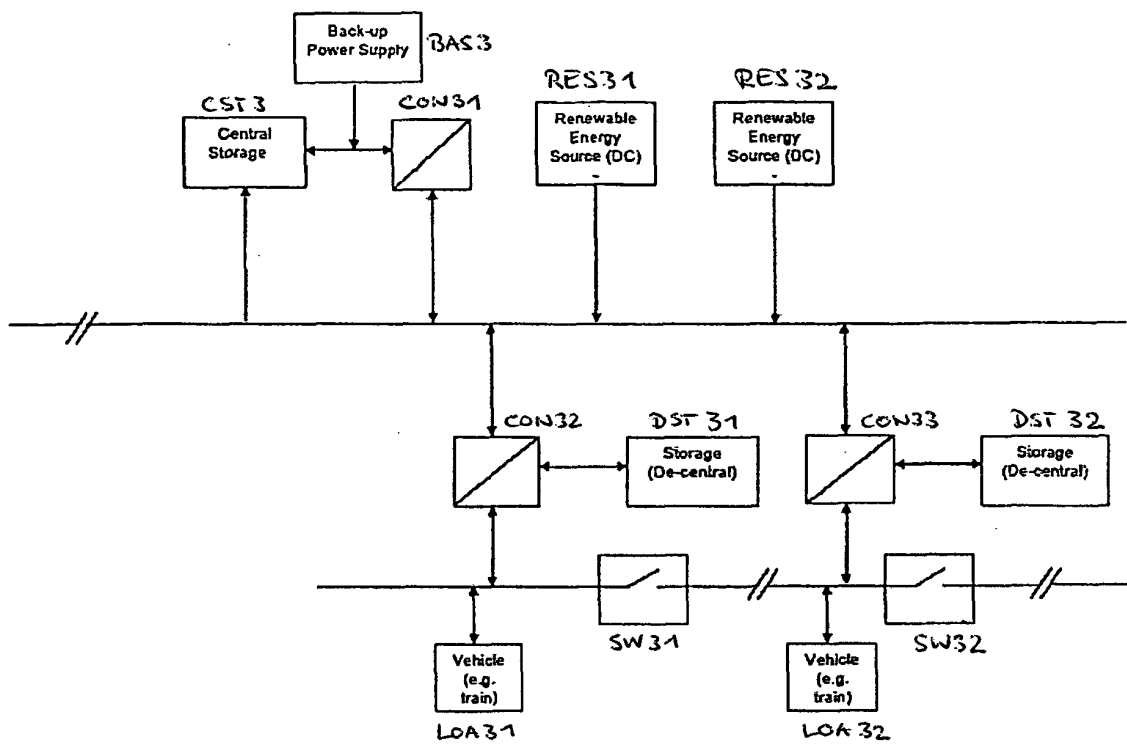 Back-up
Power Supply
BAS3
CST3
Central
Storage
CON31
RES31
Renewable
Energy
Source (DC)
RES32
Renewable
Energy
Source (DC)
CON32
DST 31
Storage
(De-central)
CON33
DST 32
Storage
(De-central)
SW31
SW32
Vehicle
(e.g.
train)
LOA31
Vehicle
(e.g.
train)
LOA32